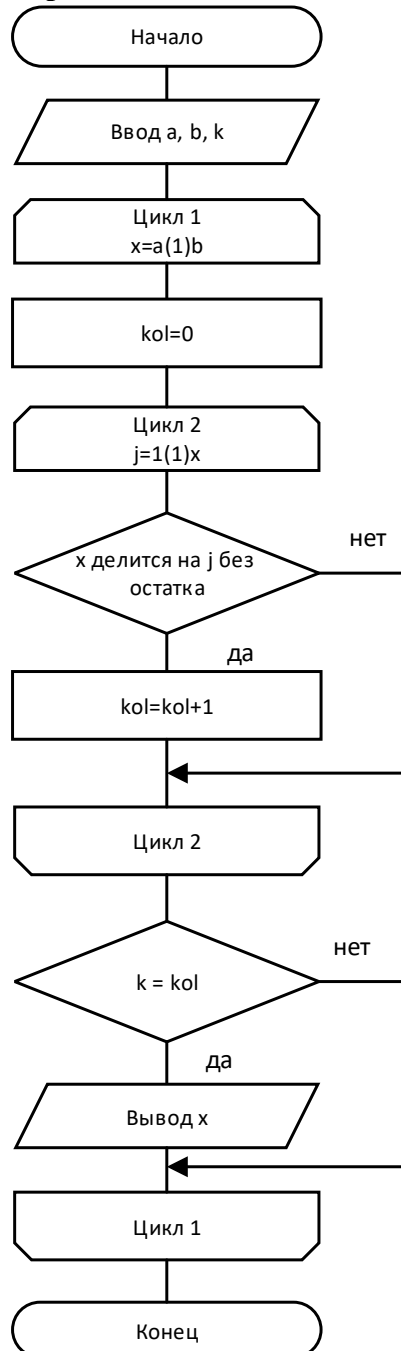 Начало
Ввод a, b, k
Цикл 1
x=a(1)b
kol=0
Цикл 2
j=1(1)x
x делится на j без
остатка
нет
да
kol=kol+1
Цикл 2
k = kol
нет
да
Вывод x
Цикл 1
Конец